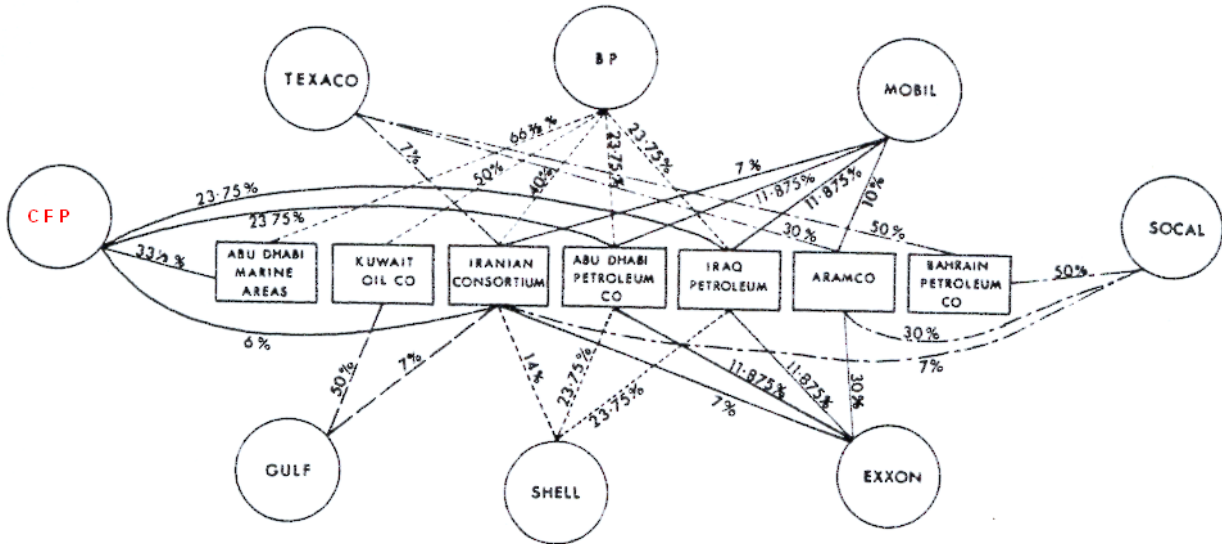 BP
TEXACO
MOBIL
66⅔%
23·75%
23·75%
7%
7%
50%
40%
11·875%
11·875%
10%
CFP
23·75%
23 75%
30%
50%
SOCAL
33⅓%
ABU DHABI
MARINE
AREAS
KUWAIT
OIL CO
IRANIAN
CONSORTIUM
ABU DHABI
PETROLEUM
CO
IRAQ
PETROLEUM
ARAMCO
BAHRAIN
PETROLEUM
CO
50%
6%
30%
7%
50%
7%
14%
23·75%
23·75%
11·875%
7%
11·875%
30%
GULF
SHELL
EXXON